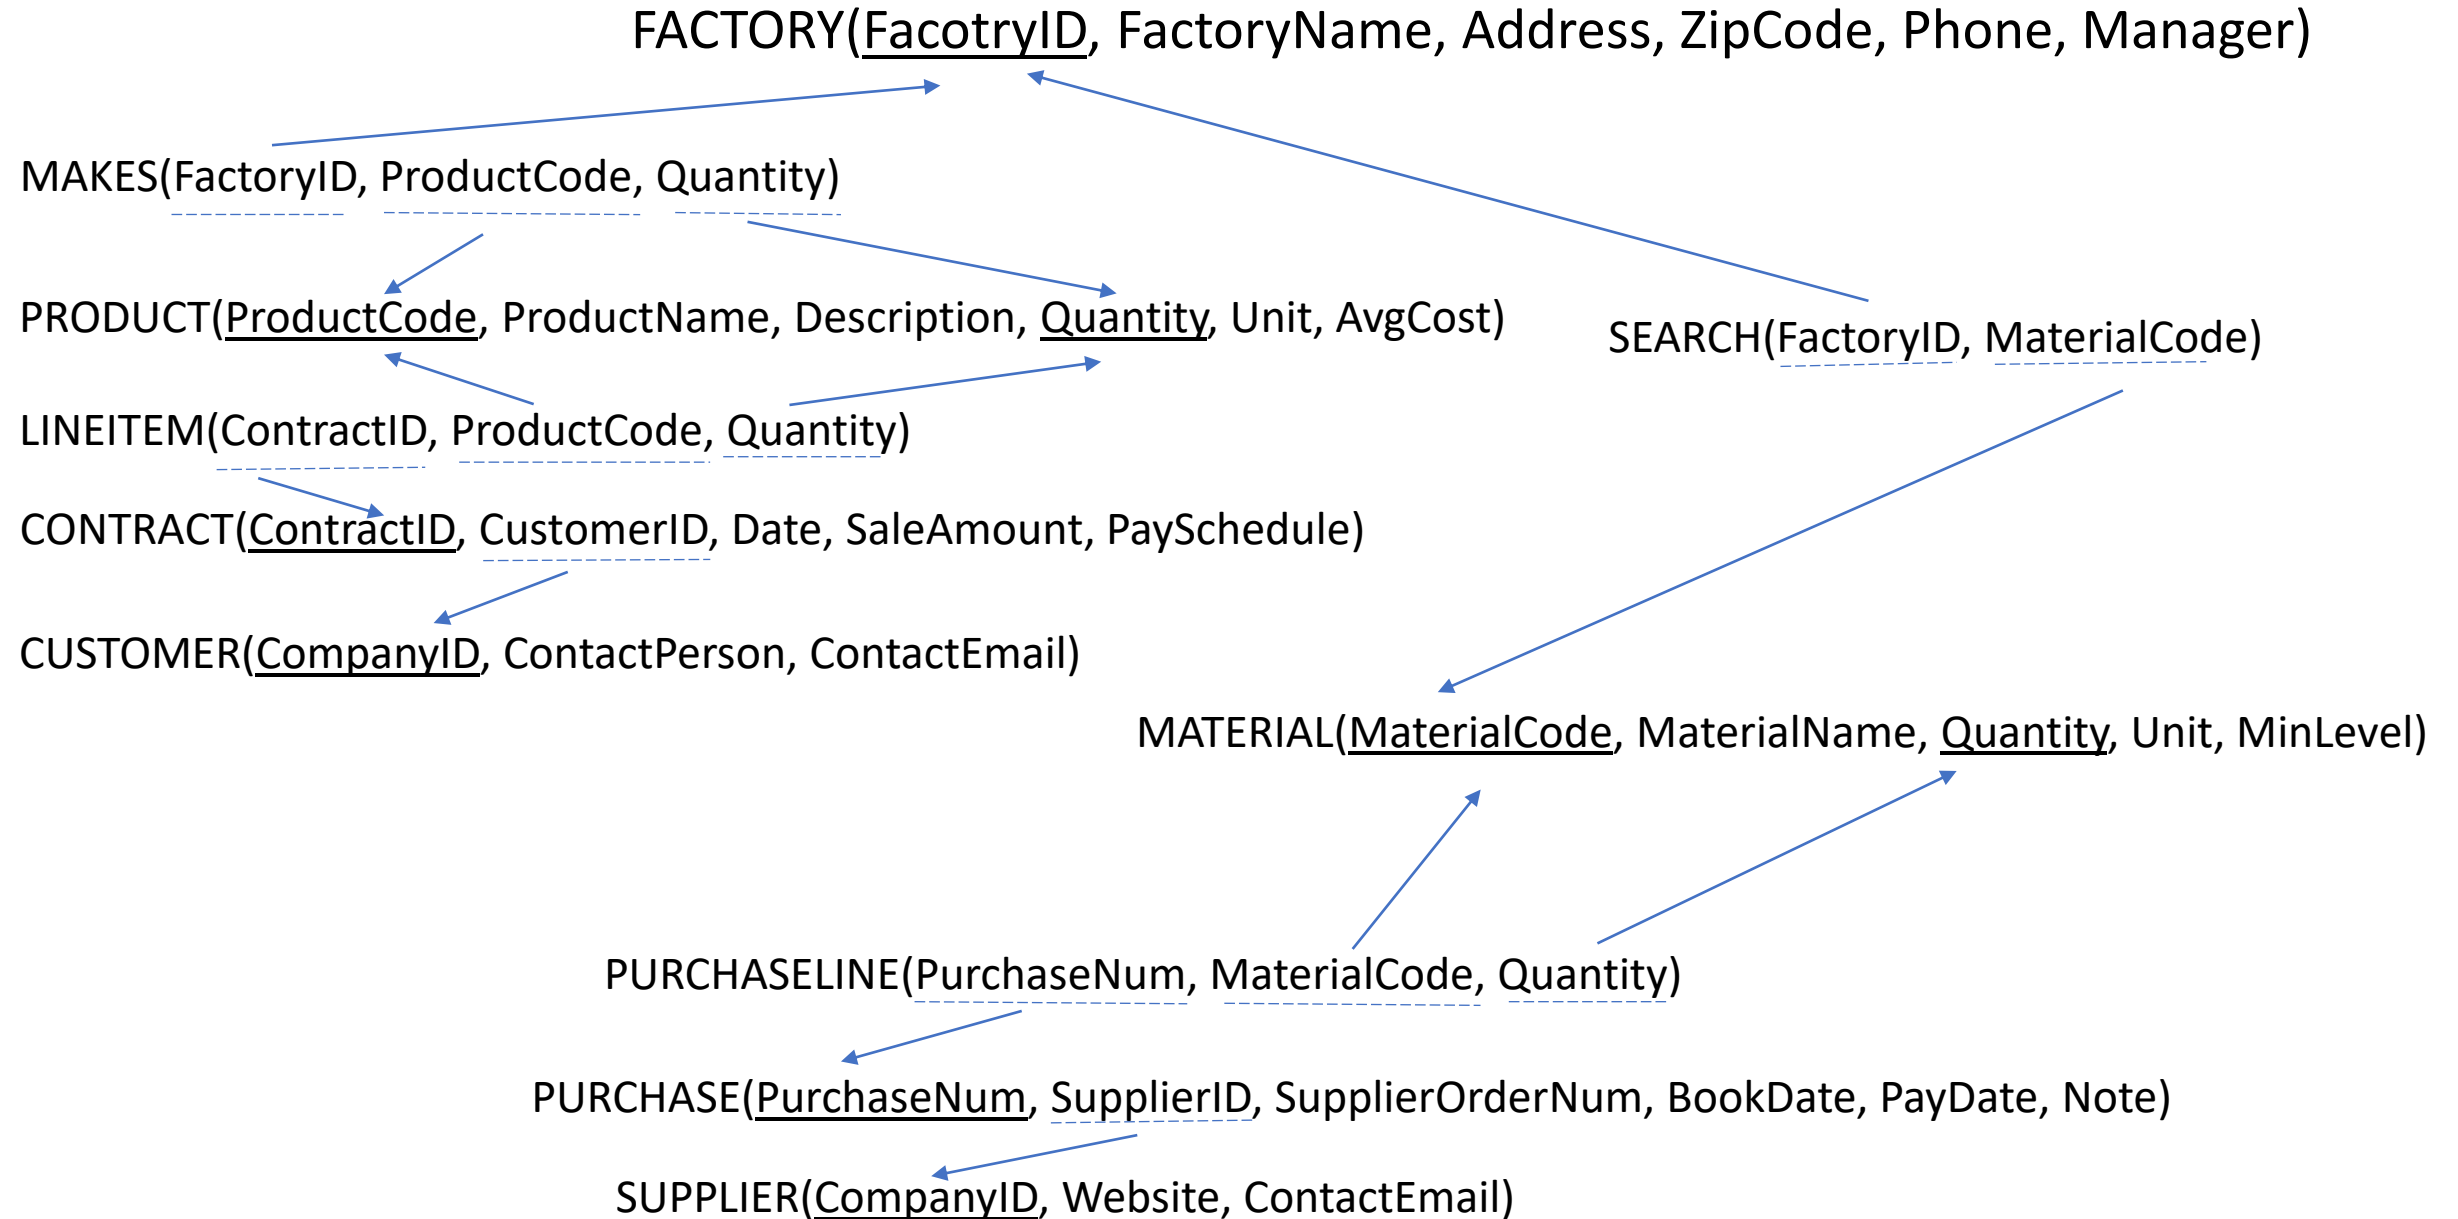 FACTORY(FacotryID, FactoryName, Address, ZipCode, Phone, Manager)
MAKES(FactoryID, ProductCode, Quantity)
PRODUCT(ProductCode, ProductName, Description, Quantity, Unit, AvgCost)
SEARCH(FactoryID, MaterialCode)
LINEITEM(ContractID, ProductCode, Quantity)
CONTRACT(ContractID, CustomerID, Date, SaleAmount, PaySchedule)
CUSTOMER(CompanyID, ContactPerson, ContactEmail)
MATERIAL(MaterialCode, MaterialName, Quantity, Unit, MinLevel)
PURCHASELINE(PurchaseNum, MaterialCode, Quantity)
PURCHASE(PurchaseNum, SupplierID, SupplierOrderNum, BookDate, PayDate, Note)
SUPPLIER(CompanyID, Website, ContactEmail)